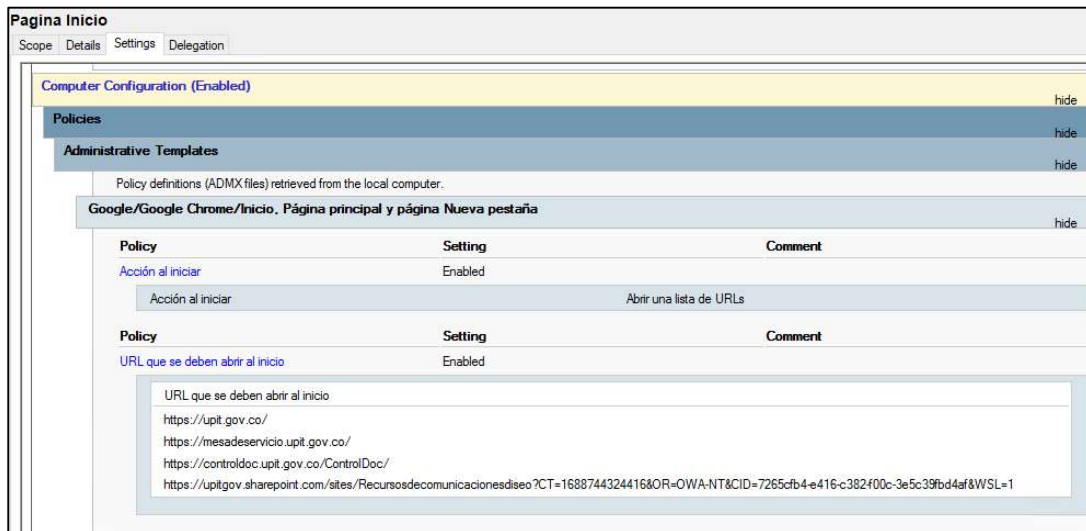 Pagina Inicio
Scope Details Settings Delegation
Computer Configuration (Enabled)
hide
Policies
hide
Administrative Templates
hide
Policy definitions (ADMX files) retrieved from the local computer.
Google/Google Chrome/Inicio, Página principal y página Nueva pestaña
hide
Policy Setting Comment
Acción al iniciar Enabled
Acción al iniciar Abrir una lista de URLs
Policy Setting Comment
URL que se deben abrir al inicio Enabled
URL que se deben abrir al inicio
https://upit.gov.co/
https://mesadeservicio.upit.gov.co/
https://controldoc.upit.gov.co/ControlDoc/
https://upitgov.sharepoint.com/sites/Recursosdecomunicacionesdiseo?CT=1688744324416&OR=OWA-NT&CID=7265cfb4-e416-c382-f00c-3e5c39fbd4af&WSL=1